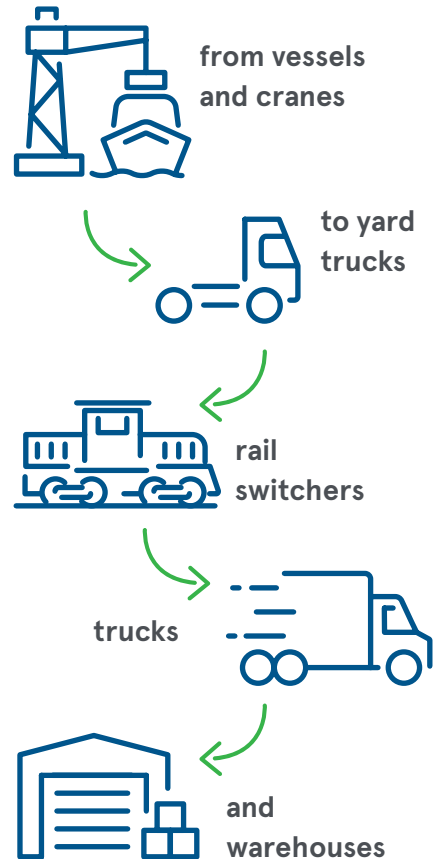 from vessels
and cranes
to yard
trucks
rail
switchers
trucks
and
warehouses